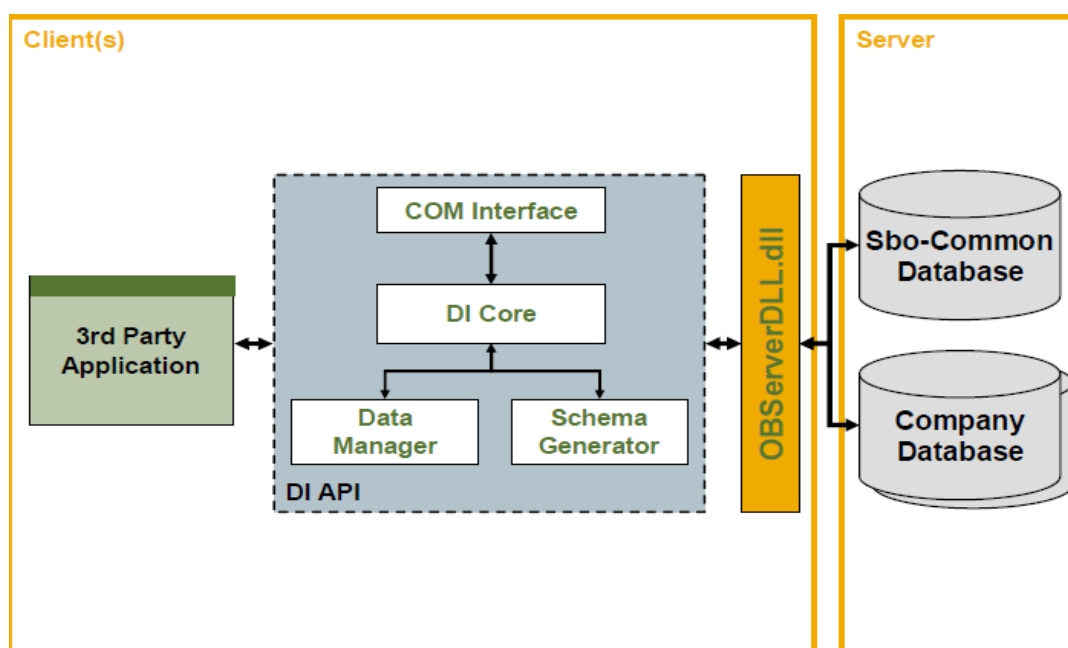 Client(s)
Server
COM Interface
DI Core
3rd Party
Application
Data
Manager
Schema
Generator
DI API
OBServerDLL.dll
Sbo-Common
Database
Company
Database